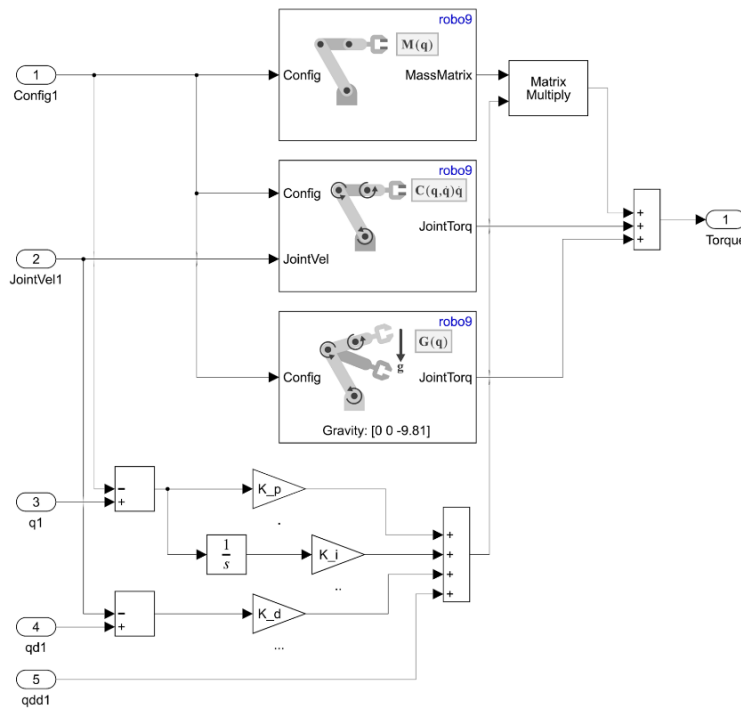 robo9
M(q)
1
Config1
Config
MassMatrix
Matrix
Multiply
robo9
Config
C(q,q̇)q̇
JointTorq
1
Torque
2
JointVel1
JointVel
robo9
G(q)
g
Config
JointTorq
Gravity: [0 0 -9.81]
−
+
3
q1
K_p
.
1
s
K_i
..
−
+
4
qd1
K_d
...
5
qdd1
+
+
+
+
+
+
+